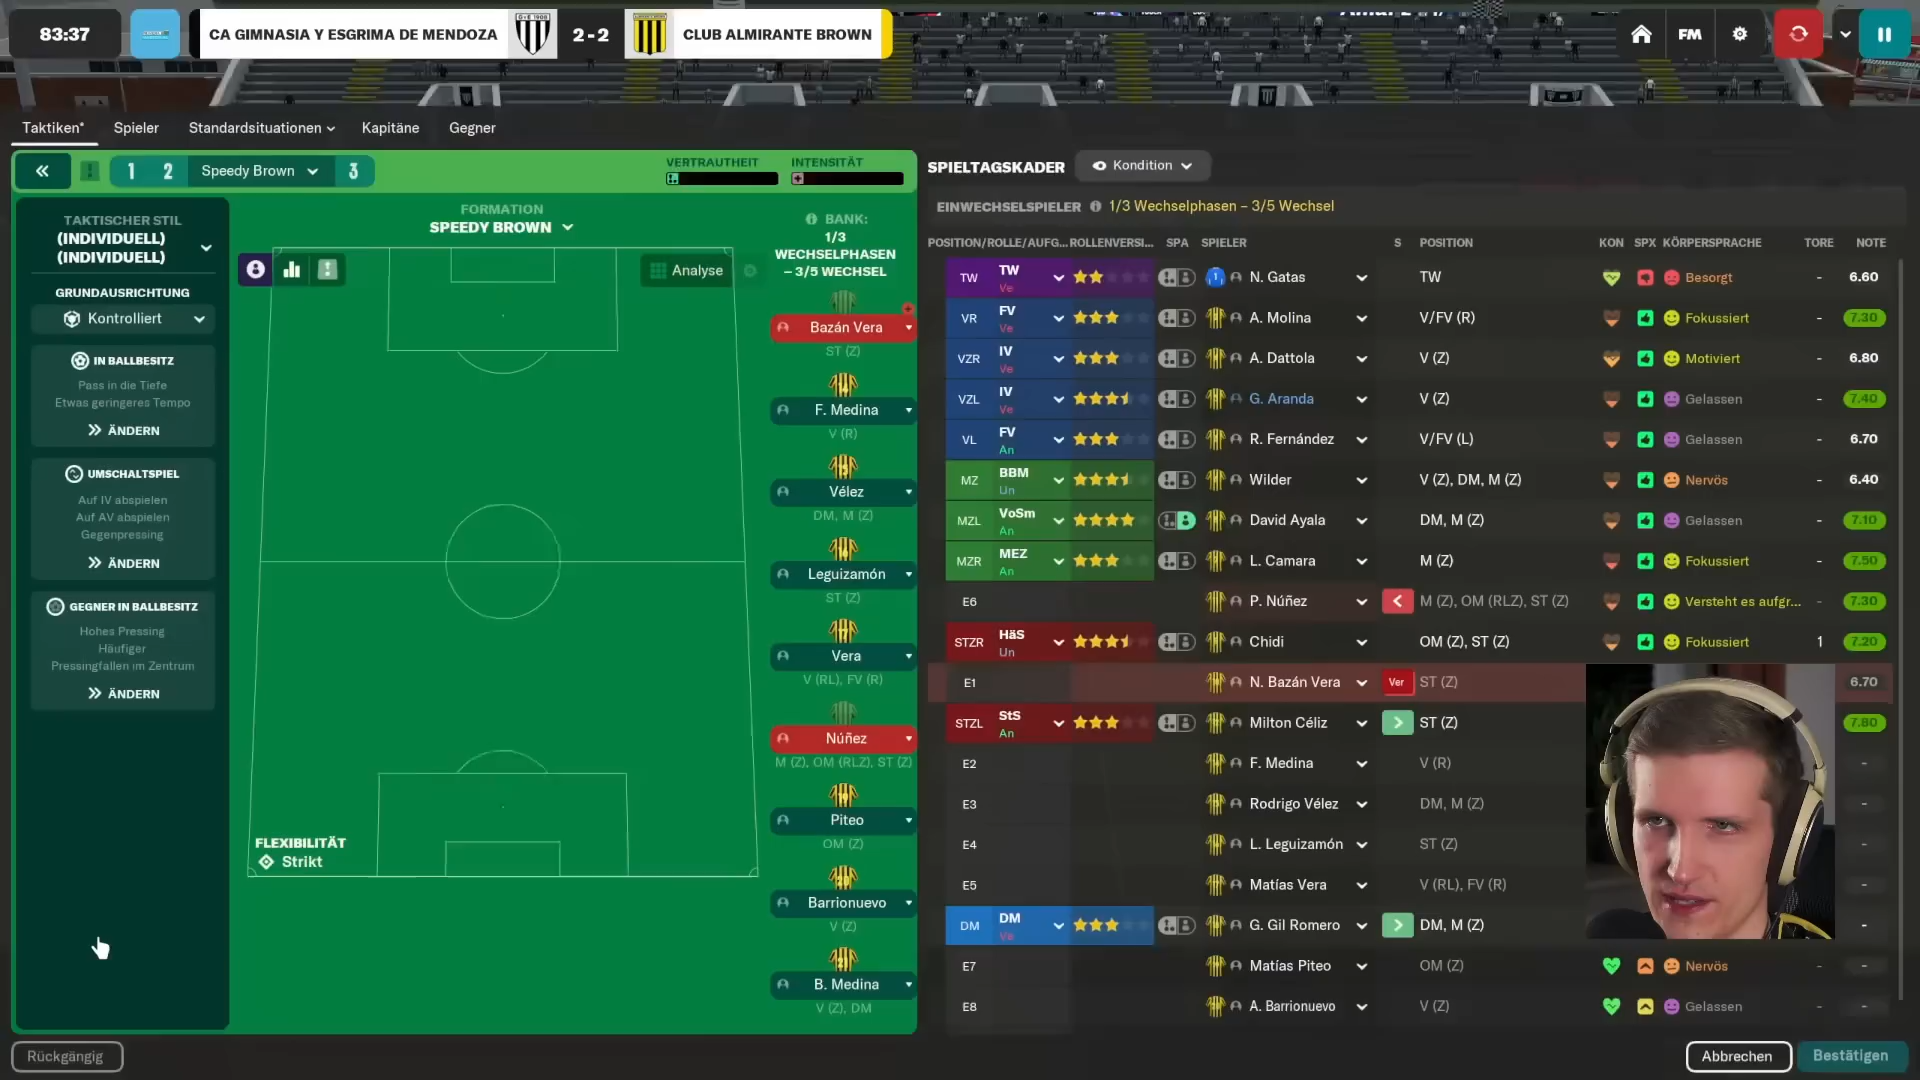 83:37
CA GIMNASIA Y ESGRIMA DE MENDOZA
2 - 2
CLUB ALMIRANTE BROWN
FM
Taktiken*
Spieler
Standardsituationen
Kapitäne
Gegner
1 2 Speedy Brown 3
VERTRAUTHEIT
INTENSITÄT
TAKTISCHER STIL
(INDIVIDUELL)
(INDIVIDUELL)
GRUNDAUSRICHTUNG
Kontrolliert
IN BALLBESITZ
Pass in die Tiefe
Etwas geringeres Tempo
ÄNDERN
UMSCHALTSPIEL
Auf IV abspielen
Auf AV abspielen
Gegenpressing
ÄNDERN
GEGNER IN BALLBESITZ
Hohes Pressing
Häufiger
Pressingfallen im Zentrum
ÄNDERN
FORMATION
SPEEDY BROWN
Analyse
FLEXIBILITÄT
Strikt
BANK:
1/3
WECHSELPHASEN
– 3/5 WECHSEL
Bazán Vera
ST (Z)
F. Medina
V (R)
Vélez
DM, M (Z)
Leguizamón
ST (Z)
Vera
V (RL), FV (R)
Núñez
M (Z), OM (RLZ), ST (Z)
Piteo
OM (Z)
Barrionuevo
V (Z)
B. Medina
V (Z), DM
SPIELTAGSKADER
Kondition
EINWECHSELSPIELER 1/3 Wechselphasen – 3/5 Wechsel
POSITION/ROLLE/AUFG... ROLLENVERSI... SPA SPIELER S POSITION KON SPX KÖRPERSPRACHE TORE NOTE
TW TW Ve N. Gatas TW Besorgt - 6.60
VR FV Ve A. Molina V/FV (R) Fokussiert - 7.30
VZR IV Ve A. Dattola V (Z) Motiviert - 6.80
VZL IV Ve G. Aranda V (Z) Gelassen - 7.40
VL FV An R. Fernández V/FV (L) Gelassen - 6.70
MZ BBM Un Wilder V (Z), DM, M (Z) Nervös - 6.40
MZL VoSm An David Ayala DM, M (Z) Gelassen - 7.10
MZR MEZ An L. Camara M (Z) Fokussiert - 7.50
E6 P. Núñez M (Z), OM (RLZ), ST (Z) Versteht es aufgr... - 7.30
STZR HäS Un Chidi OM (Z), ST (Z) Fokussiert 1 7.20
E1 N. Bazán Vera Ver ST (Z) 6.70
STZL StS An Milton Céliz ST (Z) 7.80
E2 F. Medina V (R) -
E3 Rodrigo Vélez DM, M (Z) -
E4 L. Leguizamón ST (Z) -
E5 Matías Vera V (RL), FV (R) -
DM DM Ve G. Gil Romero DM, M (Z) -
E7 Matías Piteo OM (Z) Nervös - -
E8 A. Barrionuevo V (Z) Gelassen - -
Rückgängig
Abbrechen
Bestätigen